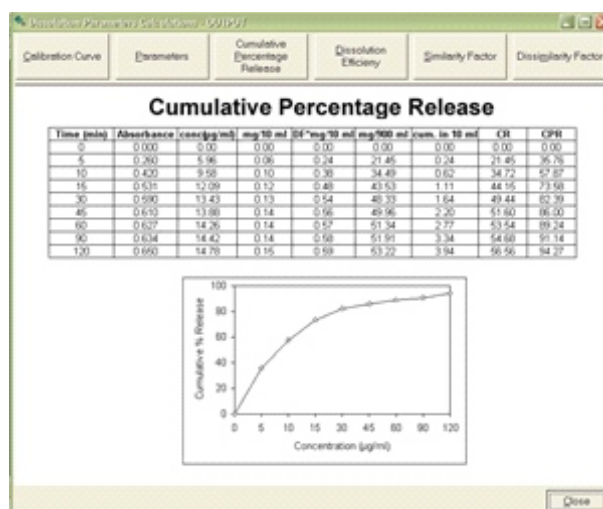 Dissolution Parameters Calculations - OUTPUT
Calibration Curve
Parameters
Cumulative Percentage Release
Dissolution Efficieny
Similarity Factor
Dissimilarity Factor
Cumulative Percentage Release
Time (min) Absorbance conc(µg/ml) mg/10 ml DF*mg/10 ml mg/900 ml cum. in 10 ml CR CPR
0 0.000 0.00 0.00 0.00 0.00 0.00 0.00 0.00
5 0.260 5.96 0.06 0.24 21.45 0.24 21.45 35.76
10 0.420 9.58 0.10 0.38 34.49 0.62 34.72 57.87
15 0.531 12.09 0.12 0.48 43.53 1.11 44.15 73.58
30 0.590 13.43 0.13 0.54 48.33 1.64 49.44 82.39
45 0.610 13.88 0.14 0.56 49.96 2.20 51.60 86.00
60 0.627 14.26 0.14 0.57 51.34 2.77 53.54 89.24
90 0.634 14.42 0.14 0.58 51.91 3.34 54.68 91.14
120 0.650 14.78 0.15 0.59 53.22 3.94 56.56 94.27
100
80
60
40
20
0
Cumulative % Release
0 5 10 15 30 45 60 90 120
Concentration (µg/ml)
Close